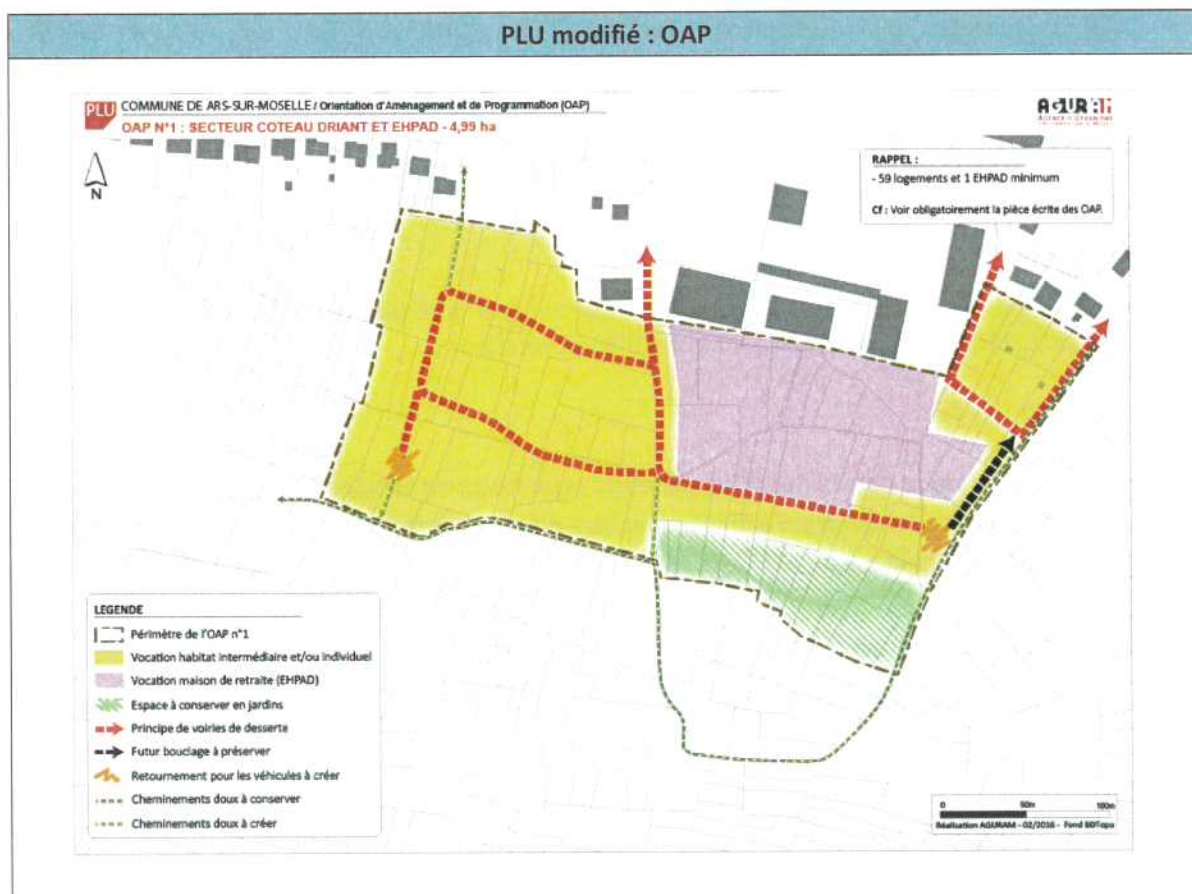 PLU modifié : OAP
PLU
COMMUNE DE ARS-SUR-MOSELLE / Orientation d'Aménagement et de Programmation (OAP)
OAP N°1 : SECTEUR COTEAU DRIANT ET EHPAD - 4,99 ha
N
RAPPEL :
- 59 logements et 1 EHPAD minimum
Cf : Voir obligatoirement la pièce écrite des OAP.
LEGENDE
Périmètre de l'OAP n°1
Vocation habitat intermédiaire et/ou individuel
Vocation maison de retraite (EHPAD)
Espace à conserver en jardins
Principe de voiries de desserte
Futur bouclage à préserver
Retournement pour les véhicules à créer
Cheminements doux à conserver
Cheminements doux à créer
0 50m 100m
Réalisation AGURAM - 02/2016 - Fond BDTopo